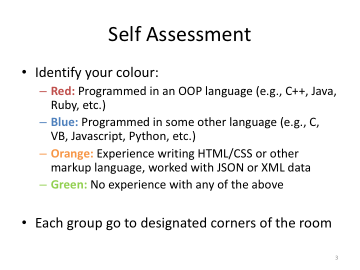 Self Assessment
• Identify your colour:
– Red: Programmed in an OOP language (e.g., C++, Java,
Ruby, etc.)
– Blue: Programmed in some other language (e.g., C,
VB, Javascript, Python, etc.)
– Orange: Experience writing HTML/CSS or other
markup language, worked with JSON or XML data
– Green: No experience with any of the above
• Each group go to designated corners of the room